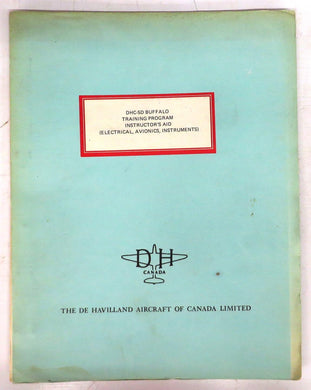 DHC-5D BUFFALO
TRAINING PROGRAM
INSTRUCTOR'S AID
(ELECTRICAL, AVIONICS, INSTRUMENTS)
D H
CANADA
THE DE HAVILLAND AIRCRAFT OF CANADA LIMITED